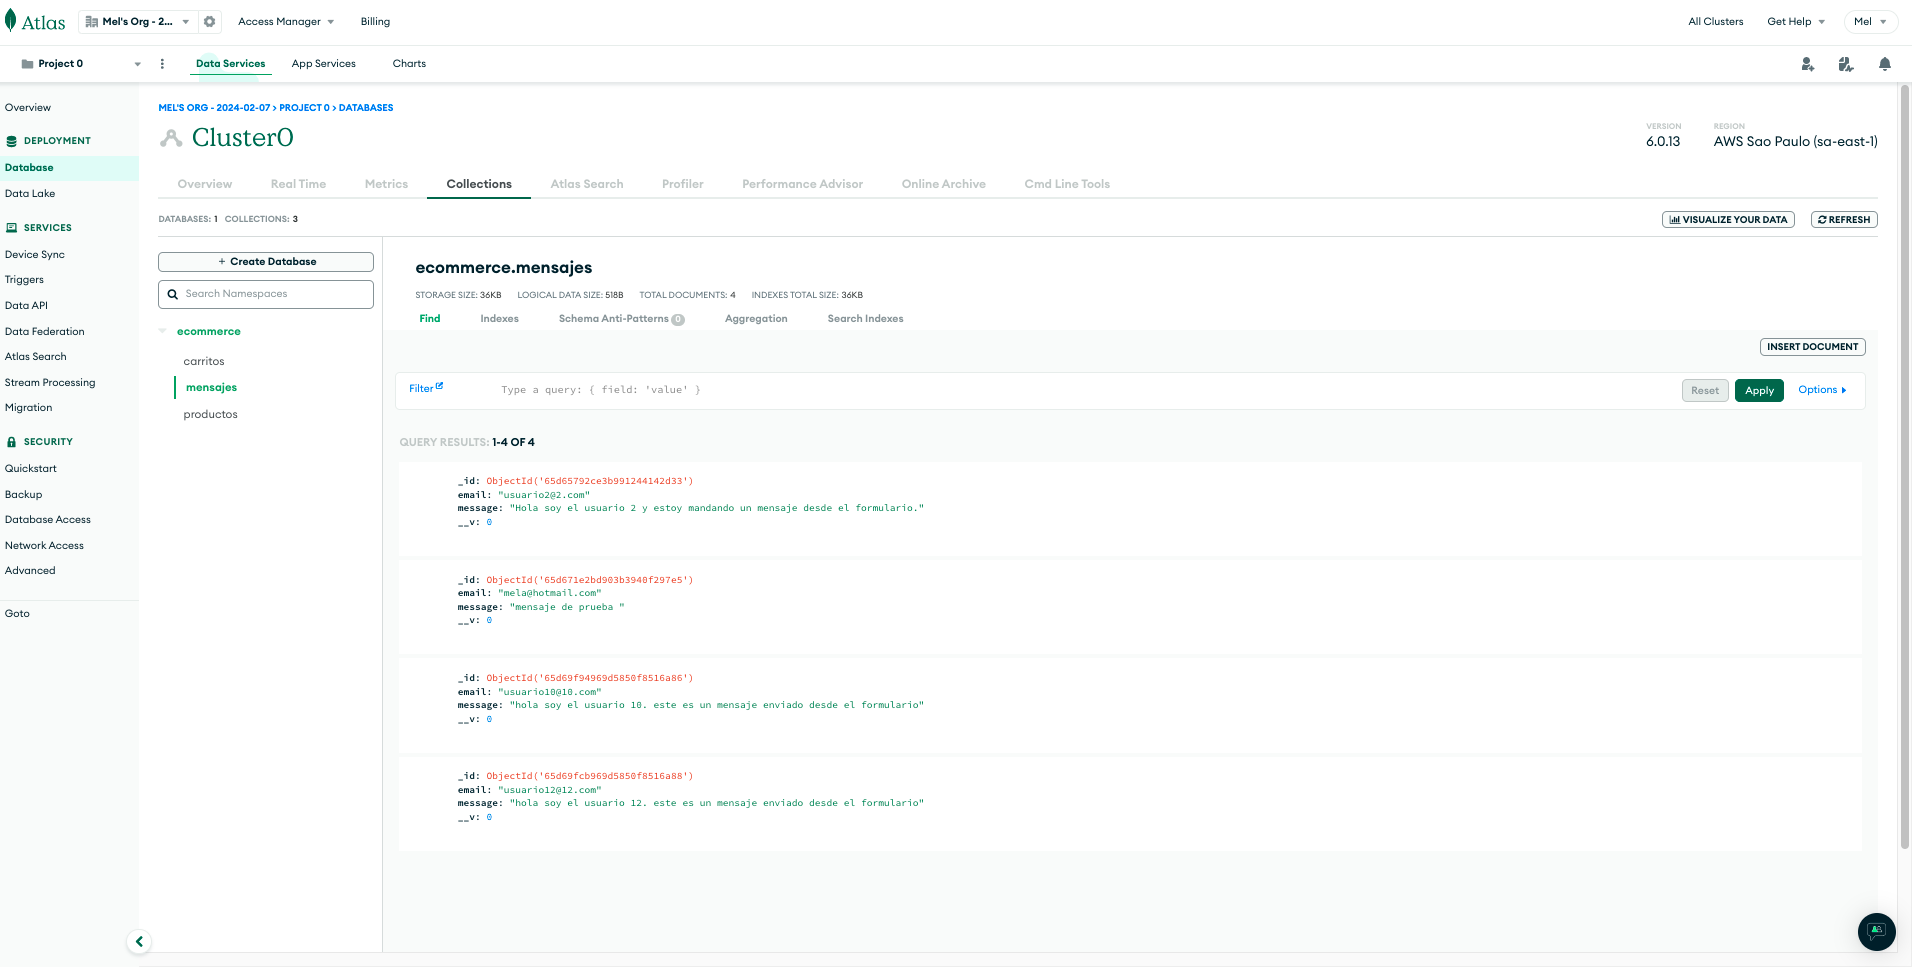 Atlas
Mel's Org - 2...
Access Manager
Billing
All Clusters
Get Help
Mel
Project 0
Data Services
App Services
Charts
Overview
DEPLOYMENT
Database
Data Lake
SERVICES
Device Sync
Triggers
Data API
Data Federation
Atlas Search
Stream Processing
Migration
SECURITY
Quickstart
Backup
Database Access
Network Access
Advanced
Goto
MEL'S ORG - 2024-02-07 > PROJECT 0 > DATABASES
Cluster0
VERSION
6.0.13
REGION
AWS Sao Paulo (sa-east-1)
Overview
Real Time
Metrics
Collections
Atlas Search
Profiler
Performance Advisor
Online Archive
Cmd Line Tools
DATABASES: 1 COLLECTIONS: 3
VISUALIZE YOUR DATA
REFRESH
+ Create Database
Search Namespaces
ecommerce
carritos
mensajes
productos
ecommerce.mensajes
STORAGE SIZE: 36KB LOGICAL DATA SIZE: 518B TOTAL DOCUMENTS: 4 INDEXES TOTAL SIZE: 36KB
Find
Indexes
Schema Anti-Patterns 0
Aggregation
Search Indexes
INSERT DOCUMENT
Filter
Type a query: { field: 'value' }
Reset
Apply
Options
QUERY RESULTS: 1-4 OF 4
_id: ObjectId('65d65792ce3b991244142d33')
email: "usuario2@2.com"
message: "Hola soy el usuario 2 y estoy mandando un mensaje desde el formulario."
__v: 0
_id: ObjectId('65d671e2bd903b3940f297e5')
email: "mela@hotmail.com"
message: "mensaje de prueba "
__v: 0
_id: ObjectId('65d69f94969d5850f8516a86')
email: "usuario10@10.com"
message: "hola soy el usuario 10. este es un mensaje enviado desde el formulario"
__v: 0
_id: ObjectId('65d69fcb969d5850f8516a88')
email: "usuario12@12.com"
message: "hola soy el usuario 12. este es un mensaje enviado desde el formulario"
__v: 0